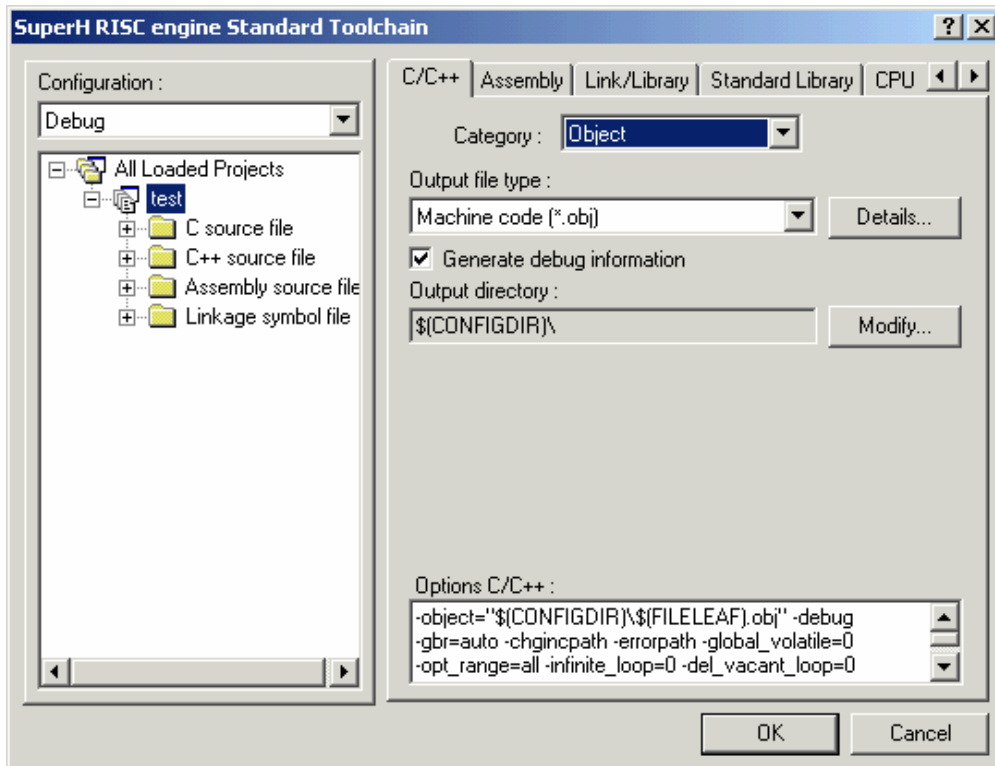 SuperH RISC engine Standard Toolchain
Configuration :
Debug
All Loaded Projects
test
C source file
C++ source file
Assembly source file
Linkage symbol file
C/C++ Assembly Link/Library Standard Library CPU
Category : Object
Output file type :
Machine code (*.obj) Details...
Generate debug information
Output directory :
$(CONFIGDIR)\ Modify...
Options C/C++ :
-object="$(CONFIGDIR)\$(FILELEAF).obj" -debug
-gbr=auto -chgincpath -errorpath -global_volatile=0
-opt_range=all -infinite_loop=0 -del_vacant_loop=0
OK Cancel